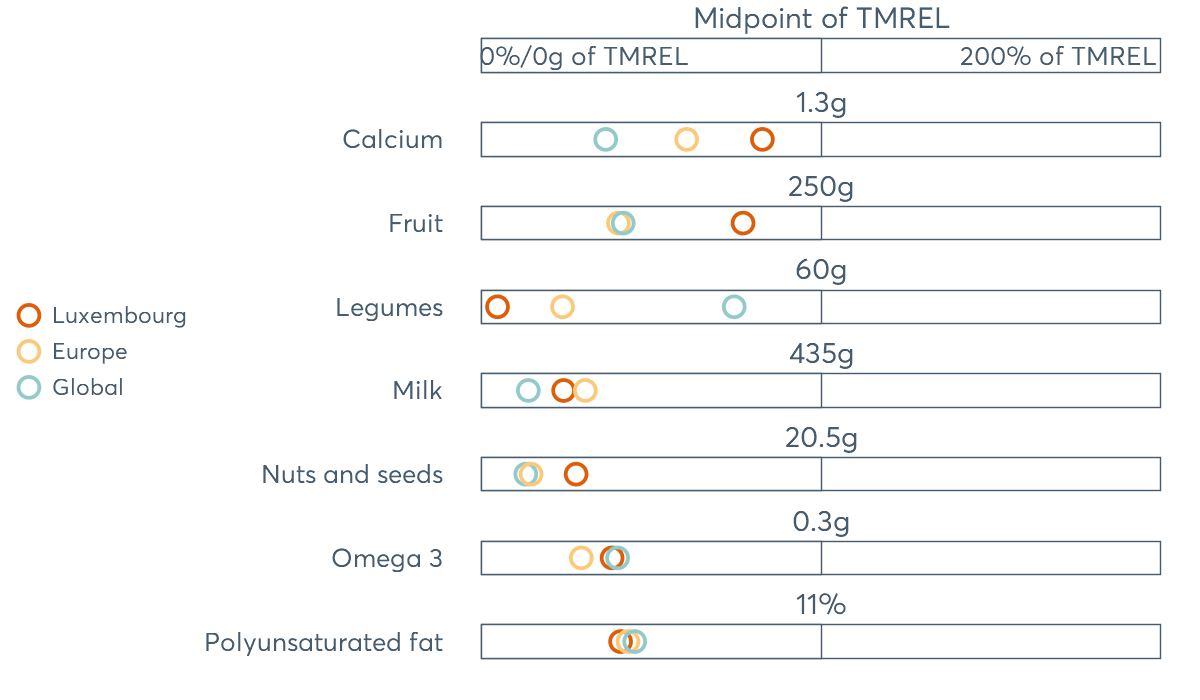 Midpoint of TMREL
0%/0g of TMREL 200% of TMREL
1.3g
Calcium
250g
Fruit
60g
Legumes
Luxembourg
Europe
Global
435g
Milk
20.5g
Nuts and seeds
0.3g
Omega 3
11%
Polyunsaturated fat